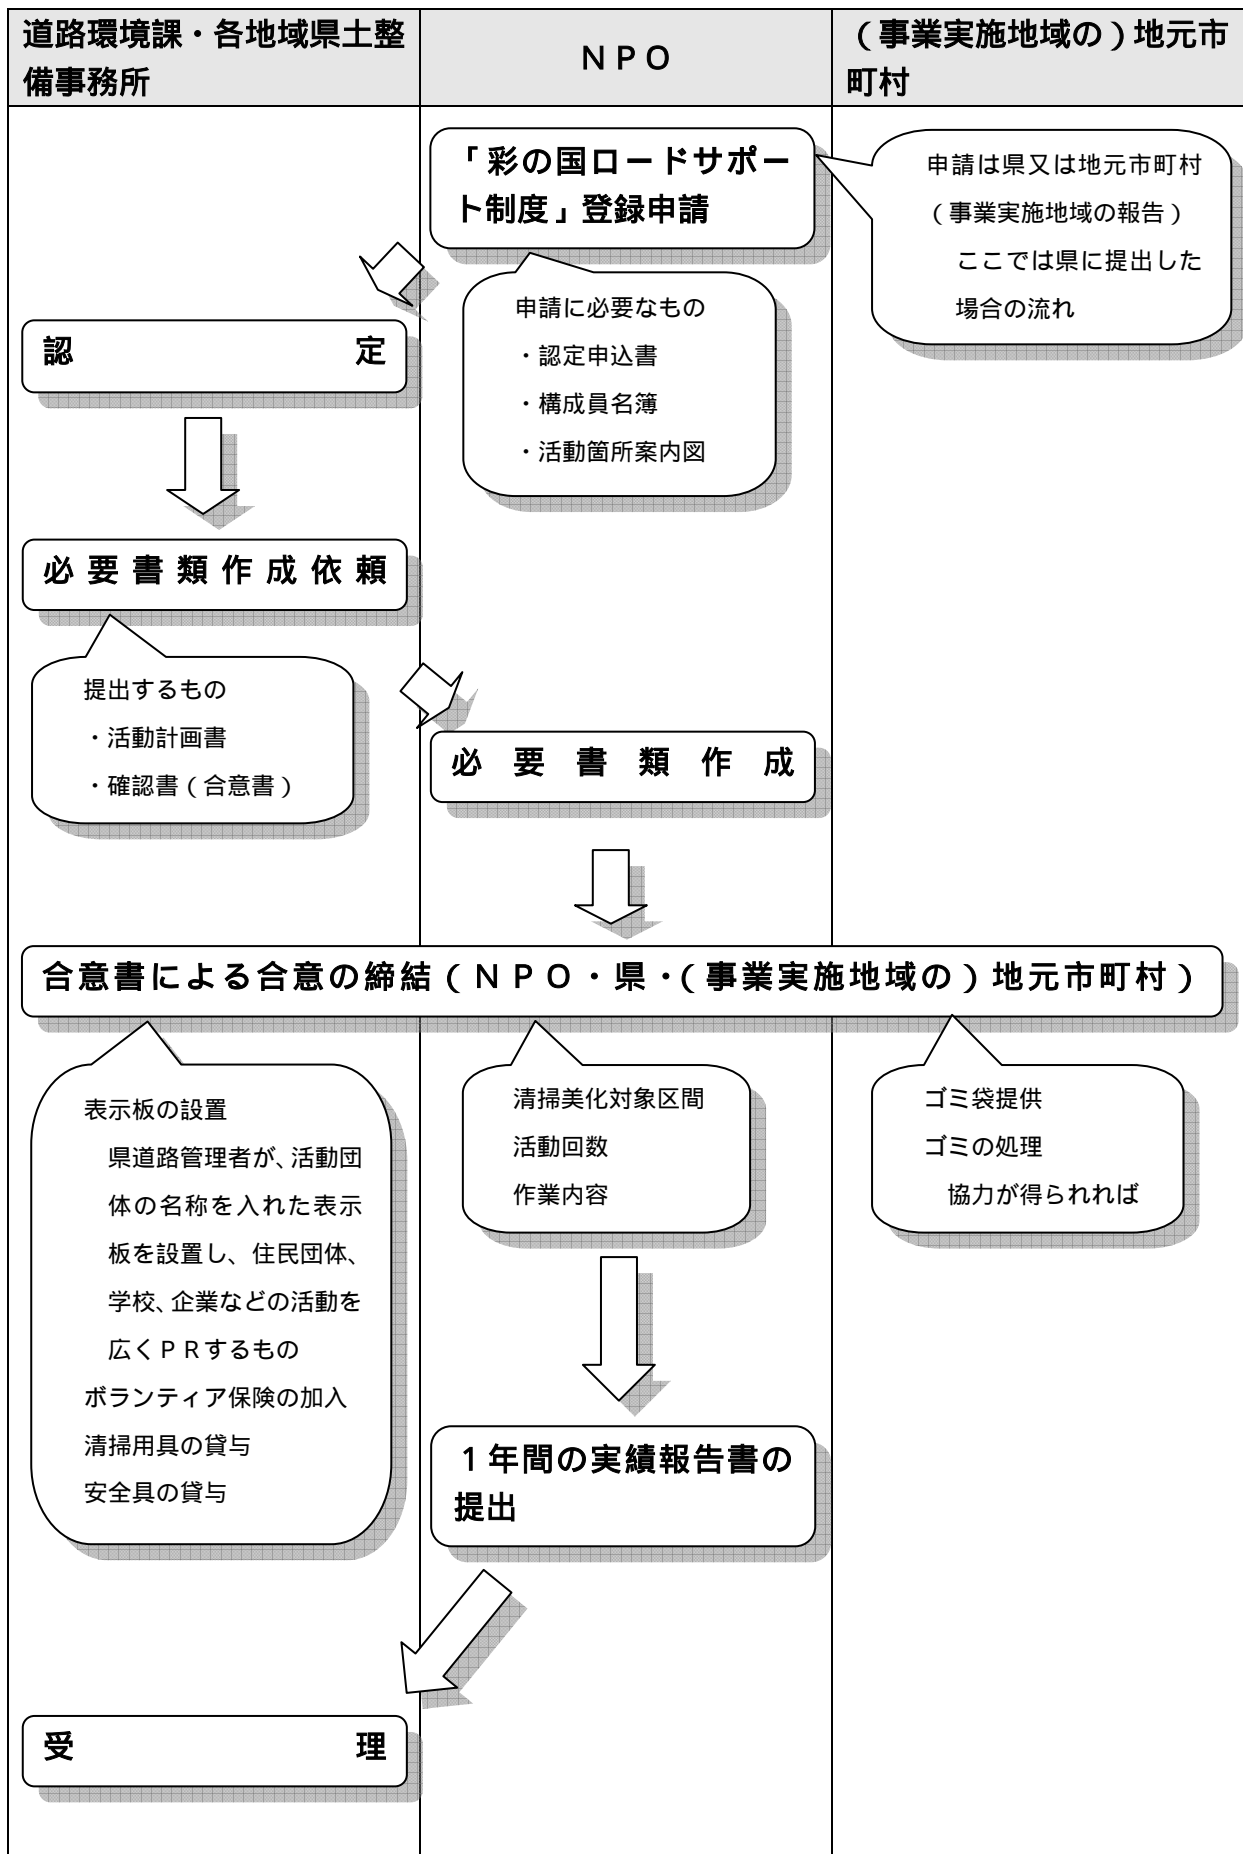 道路環境課・各地域県土整
備事務所
ＮＰＯ
（事業実施地域の）地元市
町村
「彩の国ロードサポー
ト制度」登録申請
申請は県又は地元市町村
（事業実施地域の報告）
ここでは県に提出した
場合の流れ
申請に必要なもの
・認定申込書
・構成員名簿
・活動箇所案内図
認定
必要書類作成依頼
提出するもの
・活動計画書
・確認書（合意書）
必要書類作成
合意書による合意の締結（ＮＰＯ・県・（事業実施地域の）地元市町村）
表示板の設置
県道路管理者が、活動団
体の名称を入れた表示
板を設置し、住民団体、
学校、企業などの活動を
広くＰＲするもの
ボランティア保険の加入
清掃用具の貸与
安全具の貸与
清掃美化対象区間
活動回数
作業内容
ゴミ袋提供
ゴミの処理
協力が得られれば
１年間の実績報告書の
提出
受理